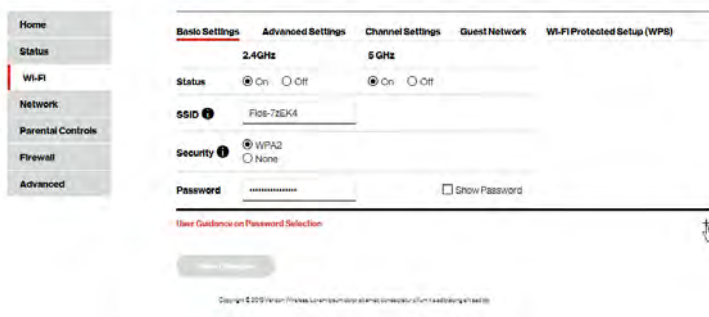 Home
Status
Wi-Fi
Network
Parental Controls
Firewall
Advanced
Basic Settings Advanced Settings Channel Settings Guest Network Wi-Fi Protected Setup (WPS)
2.4GHz 5 GHz
Status On Off On Off
SSID Fios-7zEK4
Security WPA2
None
Password Show Password
User Guidance on Password Selection